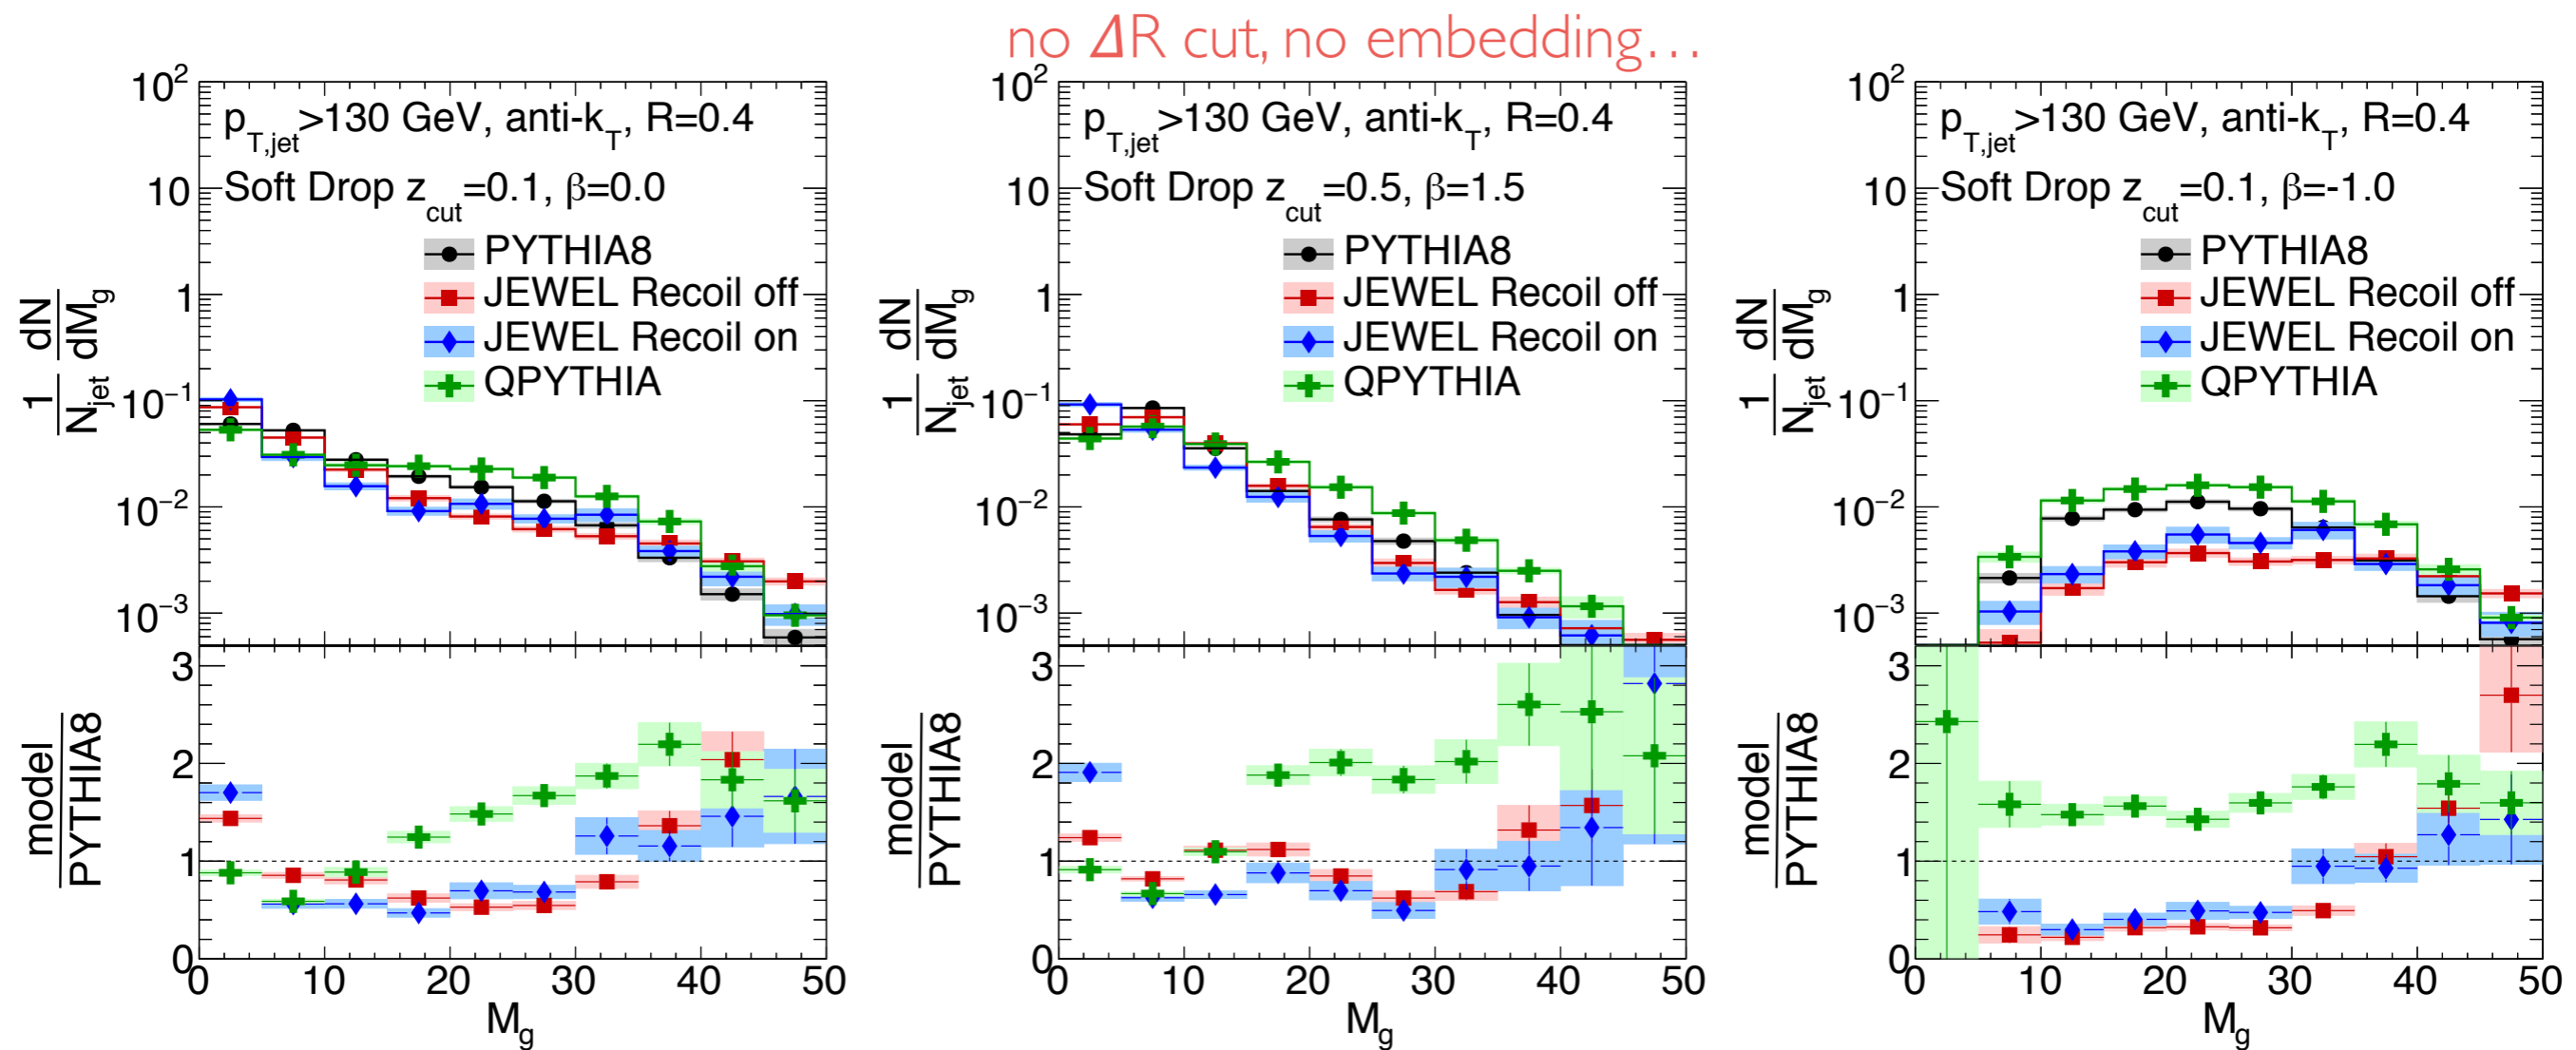 no ΔR cut, no embedding...
10²
10
1
10⁻¹
10⁻²
10⁻³
1/N_jet dN/dM_g
p_T,jet>130 GeV, anti-k_T, R=0.4
Soft Drop z_cut=0.1, β=0.0
PYTHIA8
JEWEL Recoil off
JEWEL Recoil on
QPYTHIA
3
2
1
0
model/PYTHIA8
0 10 20 30 40 50
M_g
10²
10
1
10⁻¹
10⁻²
10⁻³
1/N_jet dN/dM_g
p_T,jet>130 GeV, anti-k_T, R=0.4
Soft Drop z_cut=0.5, β=1.5
PYTHIA8
JEWEL Recoil off
JEWEL Recoil on
QPYTHIA
3
2
1
0
model/PYTHIA8
0 10 20 30 40 50
M_g
10²
10
1
10⁻¹
10⁻²
10⁻³
1/N_jet dN/dM_g
p_T,jet>130 GeV, anti-k_T, R=0.4
Soft Drop z_cut=0.1, β=-1.0
PYTHIA8
JEWEL Recoil off
JEWEL Recoil on
QPYTHIA
3
2
1
0
model/PYTHIA8
0 10 20 30 40 50
M_g